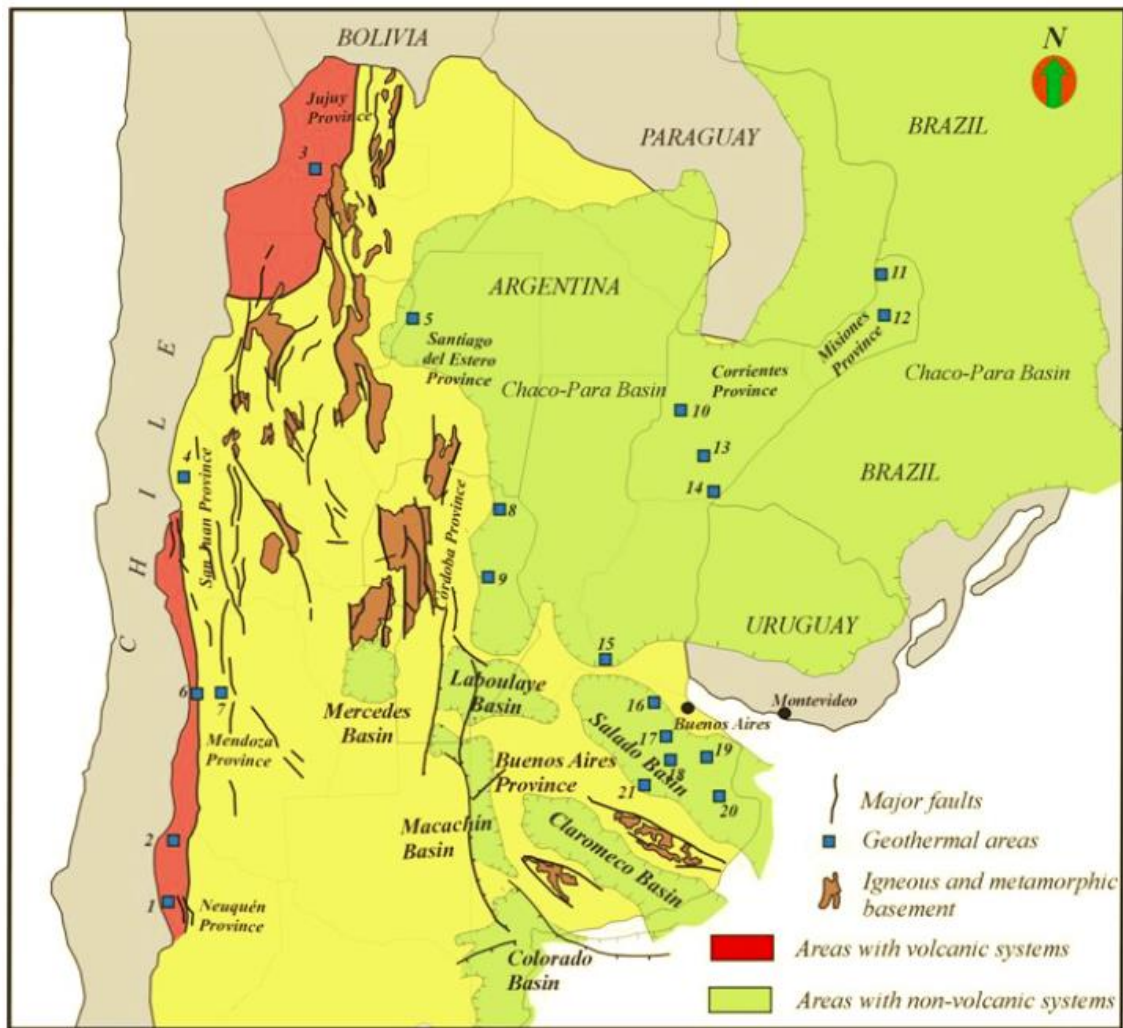 BOLIVIA
N
Jujuy
Province
3
PARAGUAY
BRAZIL
ARGENTINA
11
5
12
Santiago
del Estero
Province
Misiones
Province
Chaco-Para Basin
Corrientes
Province
Chaco-Para Basin
10
CHILE
4
13
BRAZIL
14
San Juan Province
8
Córdoba Province
9
URUGUAY
15
6
7
Laboulaye
Basin
16
Montevideo
Mercedes
Basin
Buenos Aires
Mendoza
Province
17
Salado Basin
19
Buenos Aires
Province
18
21
20
Major faults
2
Macachin
Basin
Claromeco Basin
Geothermal areas
1
Neuquén
Province
Igneous and metamorphic
basement
Colorado
Basin
Areas with volcanic systems
Areas with non-volcanic systems